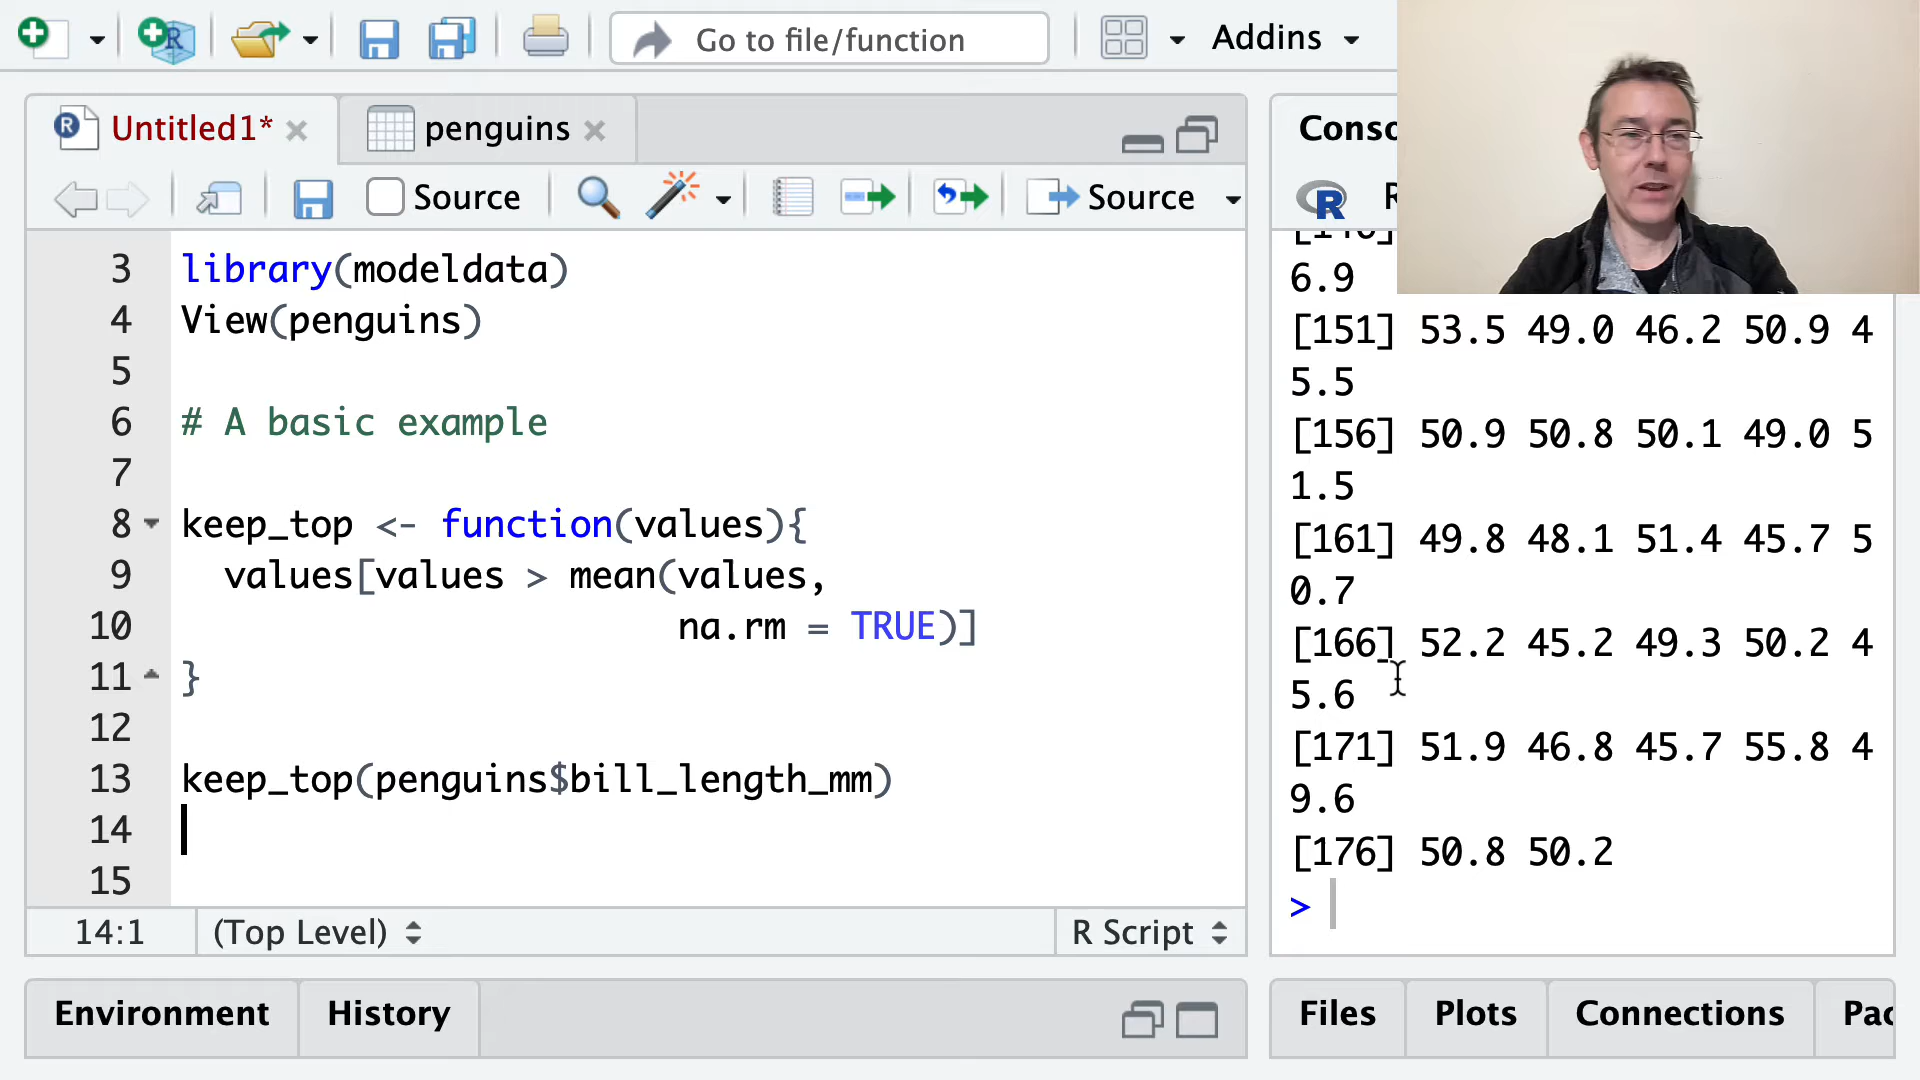 Go to file/function
Addins
Untitled1*
penguins
Source
Source
3 library(modeldata)
4 View(penguins)
5
6 # A basic example
7
8 keep_top <- function(values){
9 values[values > mean(values,
10 na.rm = TRUE)]
11 }
12
13 keep_top(penguins$bill_length_mm)
14
15
14:1 (Top Level) R Script
Environment
History
R
6.9
[151] 53.5 49.0 46.2 50.9 4
5.5
[156] 50.9 50.8 50.1 49.0 5
1.5
[161] 49.8 48.1 51.4 45.7 5
0.7
[166] 52.2 45.2 49.3 50.2 4
5.6
[171] 51.9 46.8 45.7 55.8 4
9.6
[176] 50.8 50.2
>
Files
Plots
Connections